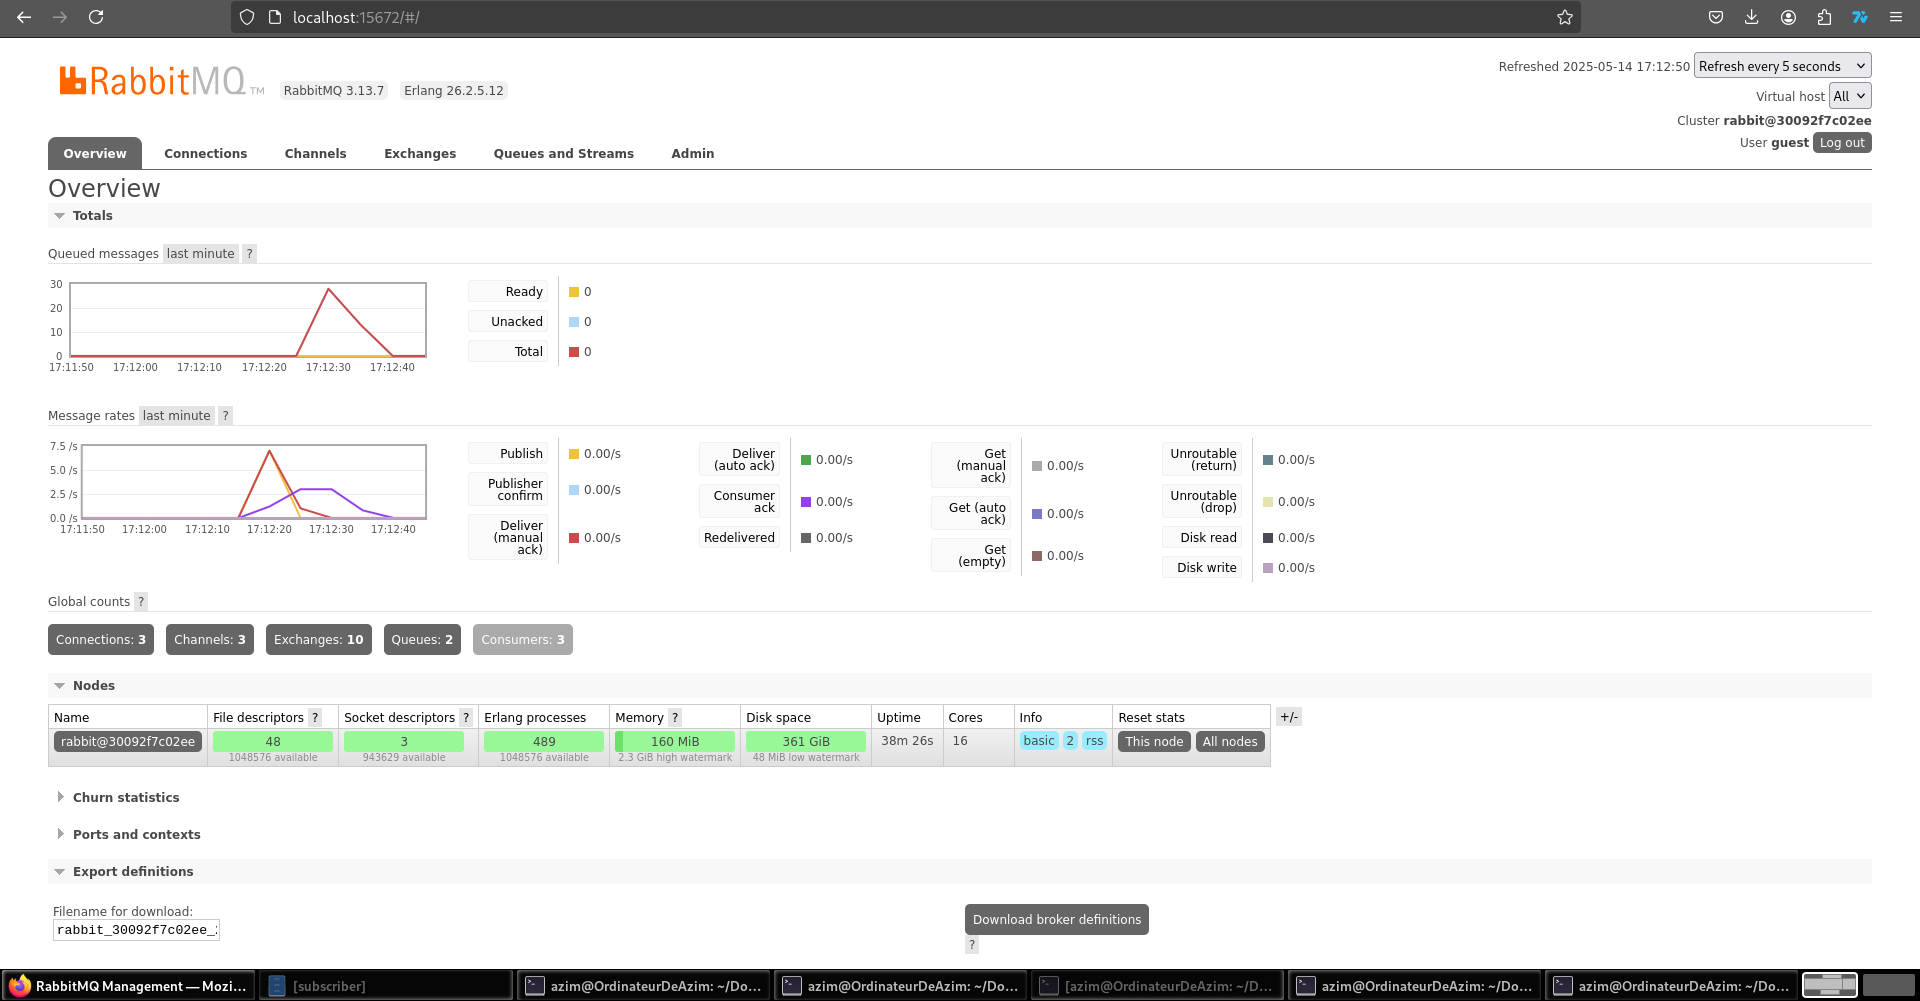 localhost:15672/#/
RabbitMQ TM
RabbitMQ 3.13.7
Erlang 26.2.5.12
Refreshed 2025-05-14 17:12:50
Refresh every 5 seconds
Virtual host All
Cluster rabbit@30092f7c02ee
User guest Log out
Overview Connections Channels Exchanges Queues and Streams Admin
Overview
Totals
Queued messages last minute ?
30
20
10
0
17:11:50 17:12:00 17:12:10 17:12:20 17:12:30 17:12:40
Ready 0
Unacked 0
Total 0
Message rates last minute ?
7.5 /s
5.0 /s
2.5 /s
0.0 /s
17:11:50 17:12:00 17:12:10 17:12:20 17:12:30 17:12:40
Publish 0.00/s
Publisher
confirm 0.00/s
Deliver
(manual
ack) 0.00/s
Deliver
(auto ack) 0.00/s
Consumer
ack 0.00/s
Redelivered 0.00/s
Get
(manual
ack) 0.00/s
Get (auto
ack) 0.00/s
Get
(empty) 0.00/s
Unroutable
(return) 0.00/s
Unroutable
(drop) 0.00/s
Disk read 0.00/s
Disk write 0.00/s
Global counts ?
Connections: 3 Channels: 3 Exchanges: 10 Queues: 2 Consumers: 3
Nodes
Name File descriptors ? Socket descriptors ? Erlang processes Memory ? Disk space Uptime Cores Info Reset stats +/-
rabbit@30092f7c02ee 48 3 489 160 MiB 361 GiB 38m 26s 16 basic 2 rss This node All nodes
1048576 available 943629 available 1048576 available 2.3 GiB high watermark 48 MiB low watermark
Churn statistics
Ports and contexts
Export definitions
Filename for download:
rabbit_30092f7c02ee_
Download broker definitions
?
RabbitMQ Management — Mozi... [subscriber] azim@OrdinateurDeAzim: ~/Do... azim@OrdinateurDeAzim: ~/Do... [azim@OrdinateurDeAzim: ~/D... azim@OrdinateurDeAzim: ~/Do... azim@OrdinateurDeAzim: ~/Do...